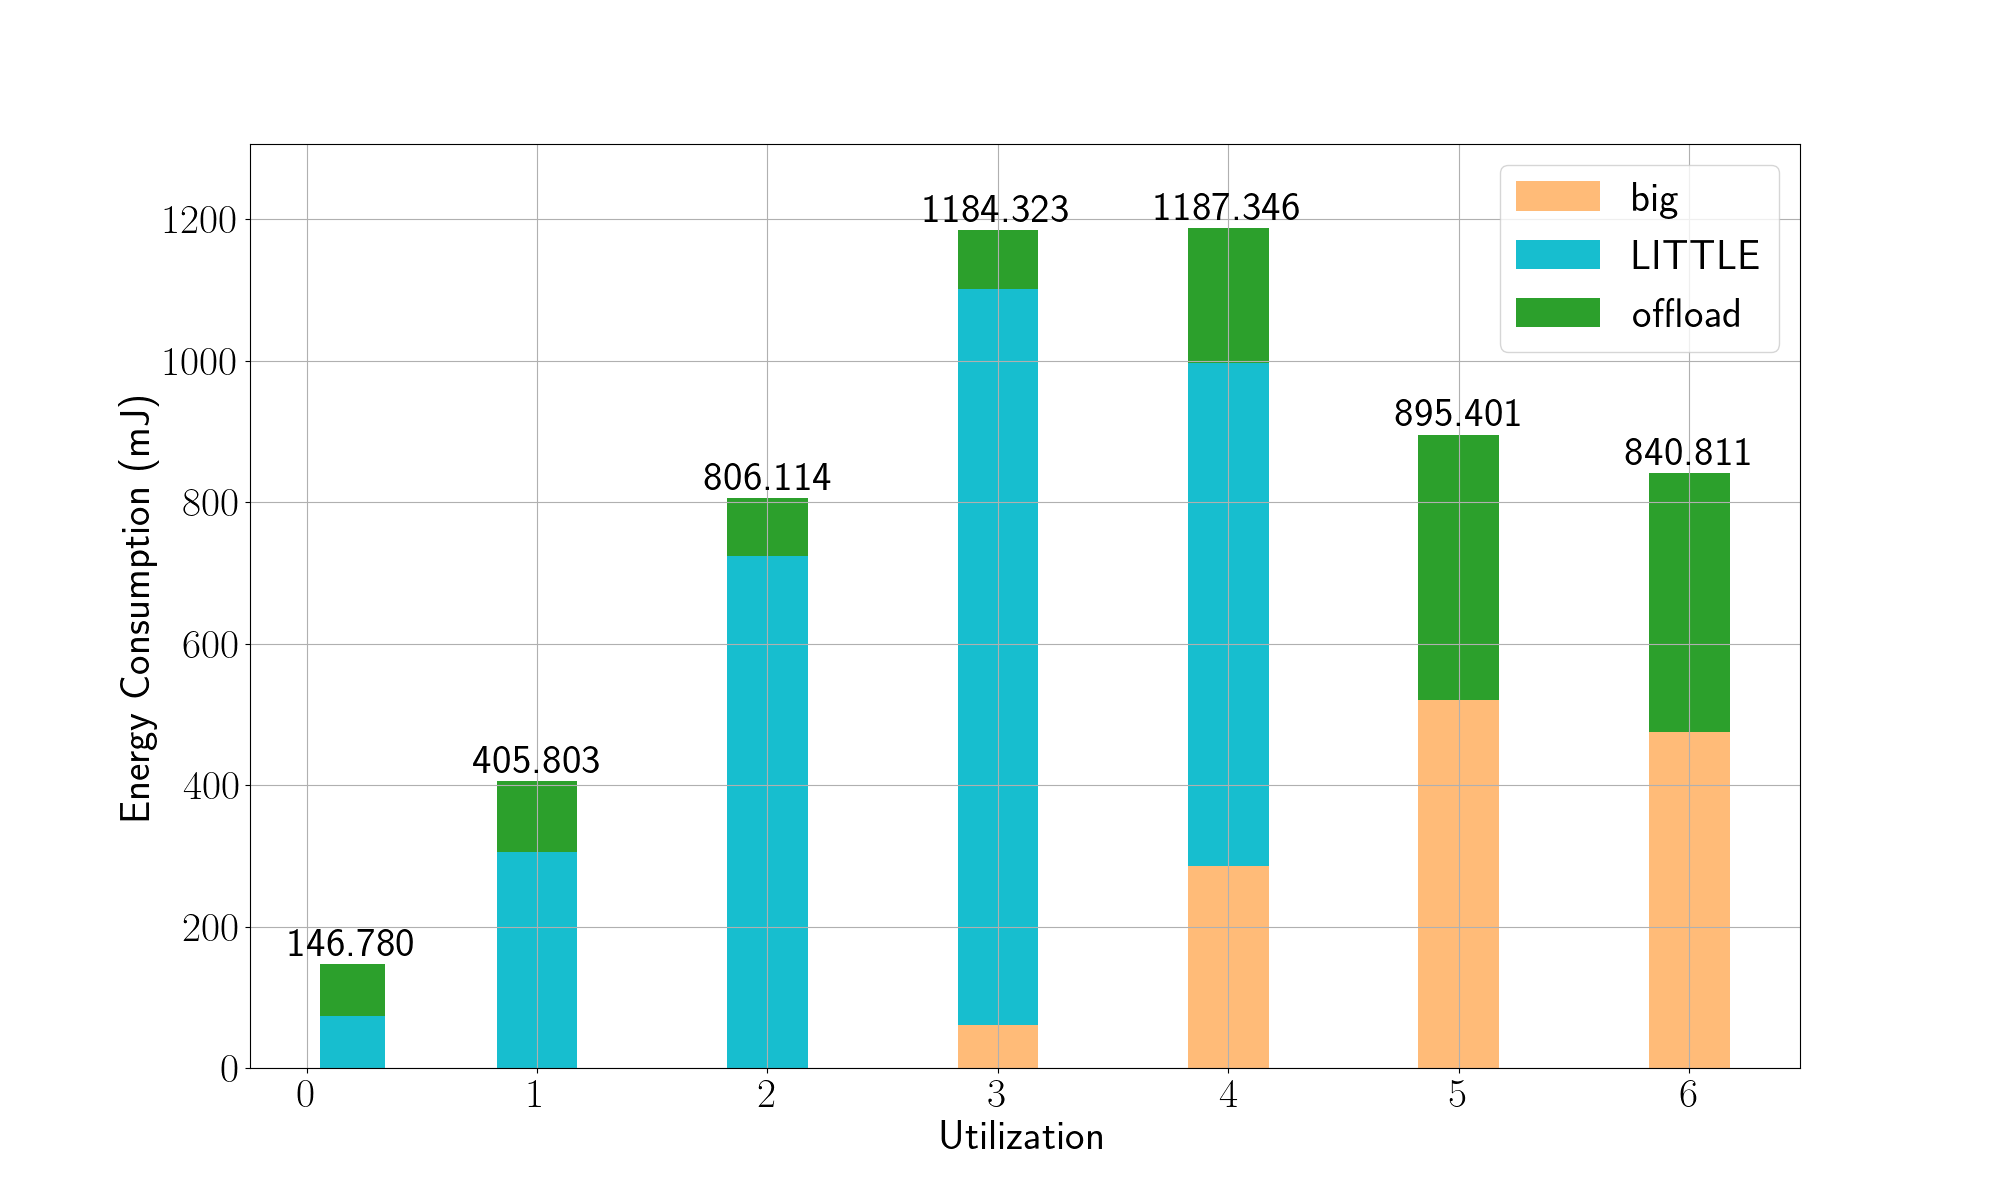 1184.323
1187.346
895.401
840.811
806.114
405.803
146.780
big
LITTLE
offload
1200
1000
800
600
400
200
0
Energy Consumption (mJ)
0 1 2 3 4 5 6
Utilization